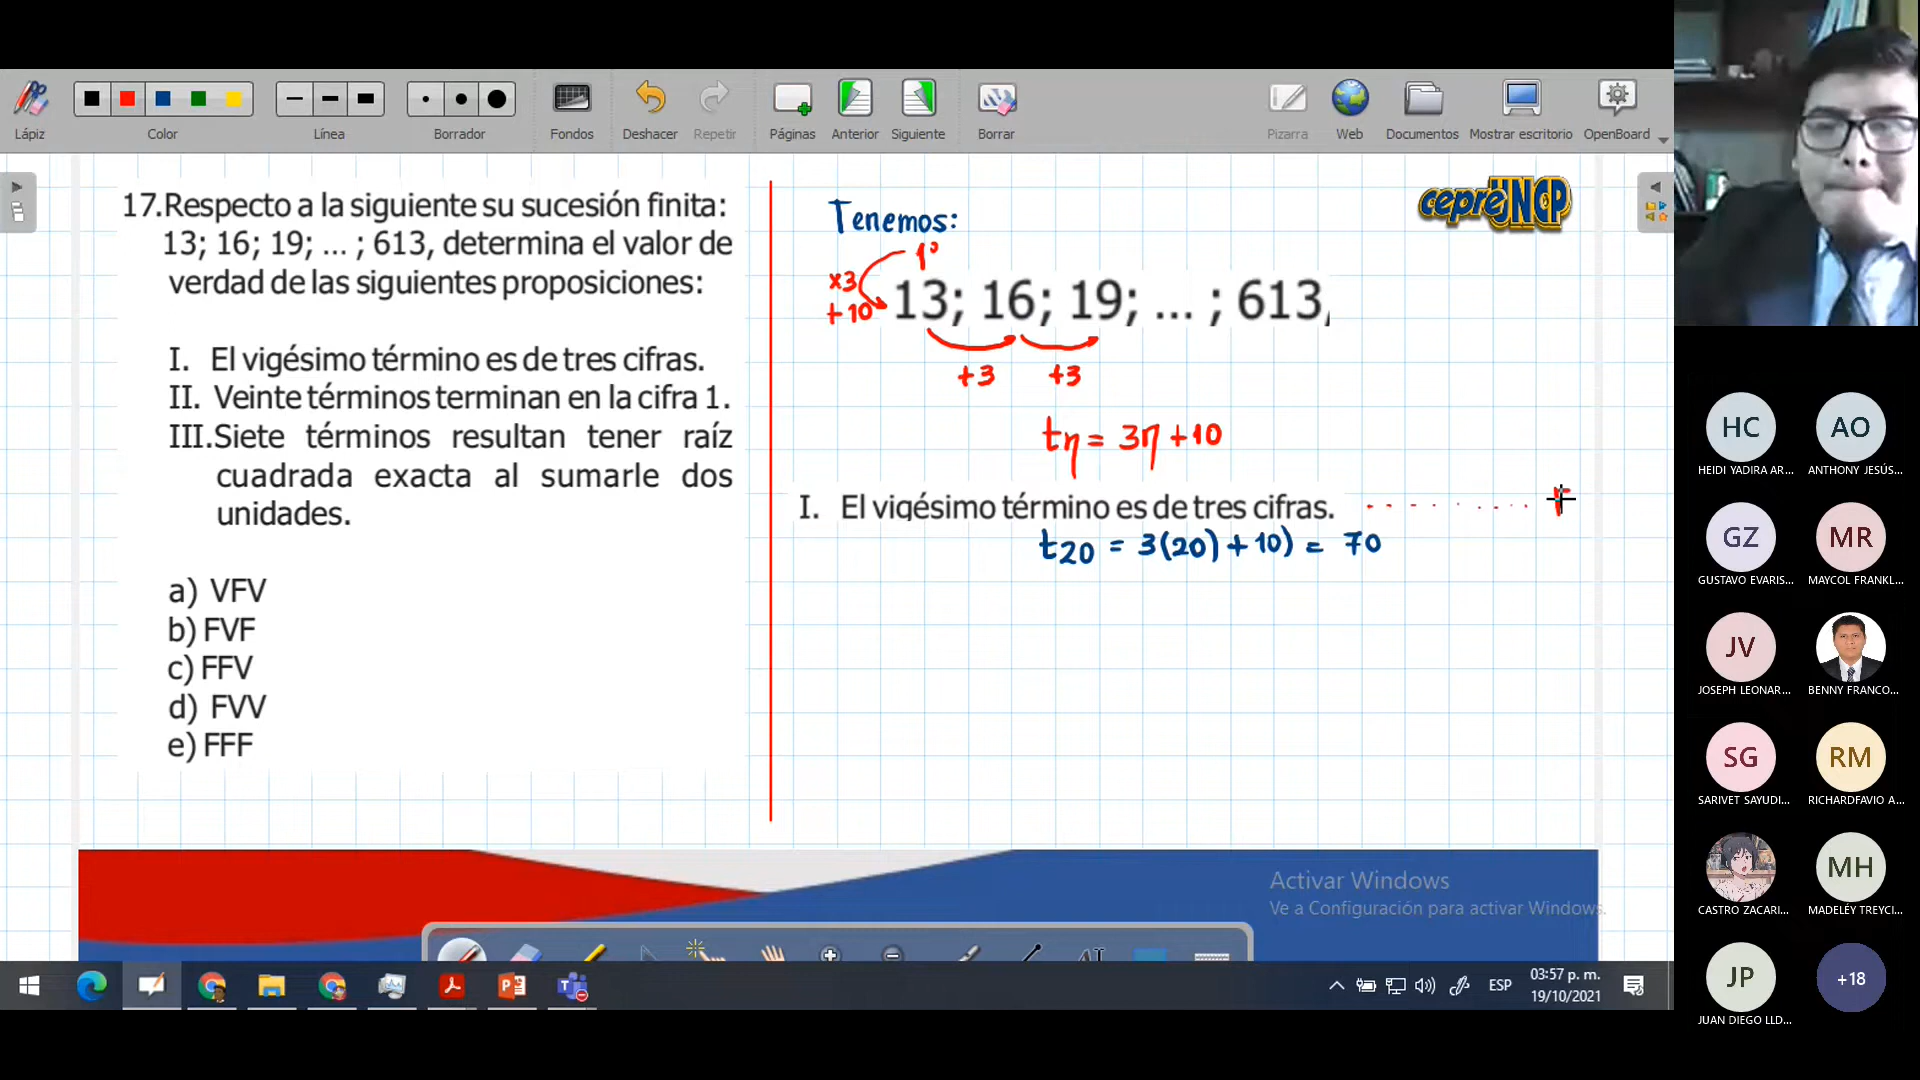 Lápiz
Color
Línea
Borrador
Fondos
Deshacer
Repetir
Páginas
Anterior
Siguiente
Borrar
Pizarra
Web
Documentos
Mostrar escritorio
OpenBoard
17.Respecto a la siguiente su sucesión finita:
13; 16; 19; ... ; 613, determina el valor de
verdad de las siguientes proposiciones:
I. El vigésimo término es de tres cifras.
II. Veinte términos terminan en la cifra 1.
III.Siete términos resultan tener raíz
cuadrada exacta al sumarle dos
unidades.
a) VFV
b) FVF
c) FFV
d) FVV
e) FFF
cepreUNCP
Tenemos:
1°
x3
+10
13; 16; 19; ... ; 613,
+3 +3
tη = 3η +10
I. El vigésimo término es de tres cifras. ........... F
t20 = 3(20) + 10) = 70
Activar Windows
Ve a Configuración para activar Windows.
ESP
03:57 p. m.
19/10/2021
HC
HEIDI YADIRA AR...
AO
ANTHONY JESÚS...
GZ
GUSTAVO EVARIS...
MR
MAYCOL FRANKL...
JV
JOSEPH LEONAR...
BENNY FRANCO...
SG
SARIVET SAYUDI...
RM
RICHARDFAVIO A...
CASTRO ZACARI...
MH
MADELÉY TREYCI...
JP
JUAN DIEGO LLD...
+18